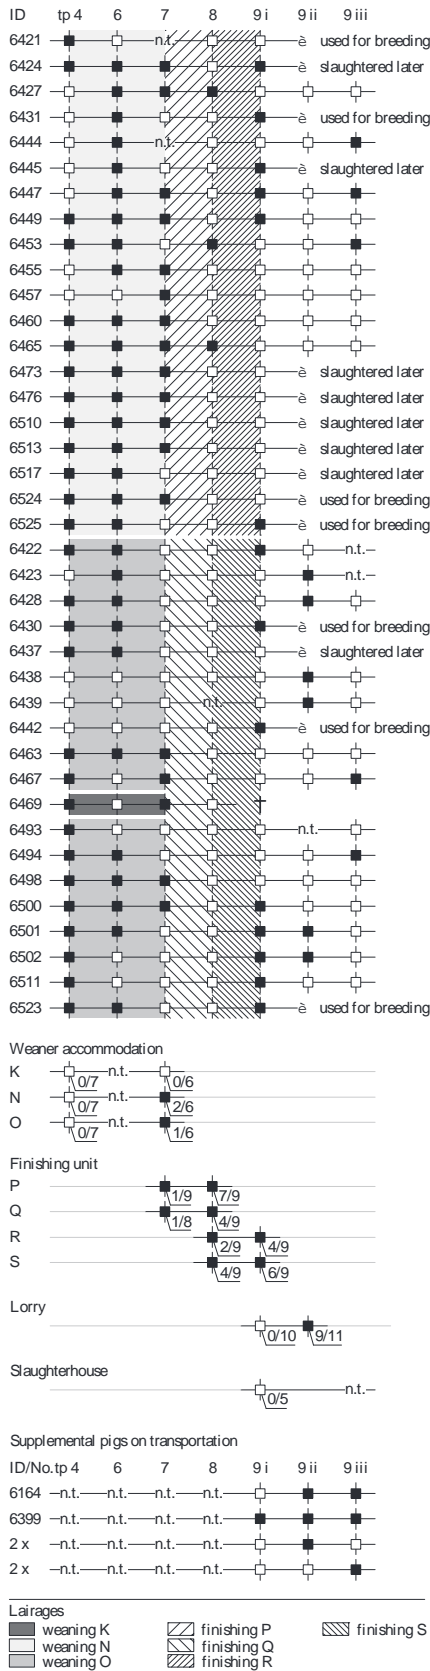 ID tp 4 6 7 8 9 i 9 ii 9 iii
6421 n.t. è used for breeding
6424 è slaughtered later
6427
6431 è used for breeding
6444 n.t.
6445 è slaughtered later
6447
6449
6453
6455
6457
6460
6465
6473 è slaughtered later
6476 è slaughtered later
6510 è slaughtered later
6513 è slaughtered later
6517 è slaughtered later
6524 è used for breeding
6525 è used for breeding
6422 n.t.
6423 n.t.
6428
6430 è used for breeding
6437 è slaughtered later
6438
6439 n.t.
6442 è used for breeding
6463
6467
6469 †
6493 n.t.
6494
6498
6500
6501
6502
6511
6523 è used for breeding
Weaner accommodation
K n.t.
0/7 0/6
N n.t.
0/7 2/6
O n.t.
0/7 1/6
Finishing unit
P
1/9 7/9
Q
1/8 4/9
R
2/9 4/9
S
4/9 6/9
Lorry
0/10 9/11
Slaughterhouse
n.t.
0/5
Supplemental pigs on transportation
ID/No. tp 4 6 7 8 9 i 9 ii 9 iii
6164 n.t. n.t. n.t. n.t.
6399 n.t. n.t. n.t. n.t.
2 x n.t. n.t. n.t. n.t.
2 x n.t. n.t. n.t. n.t.
Lairages
weaning K finishing P finishing S
weaning N finishing Q
weaning O finishing R